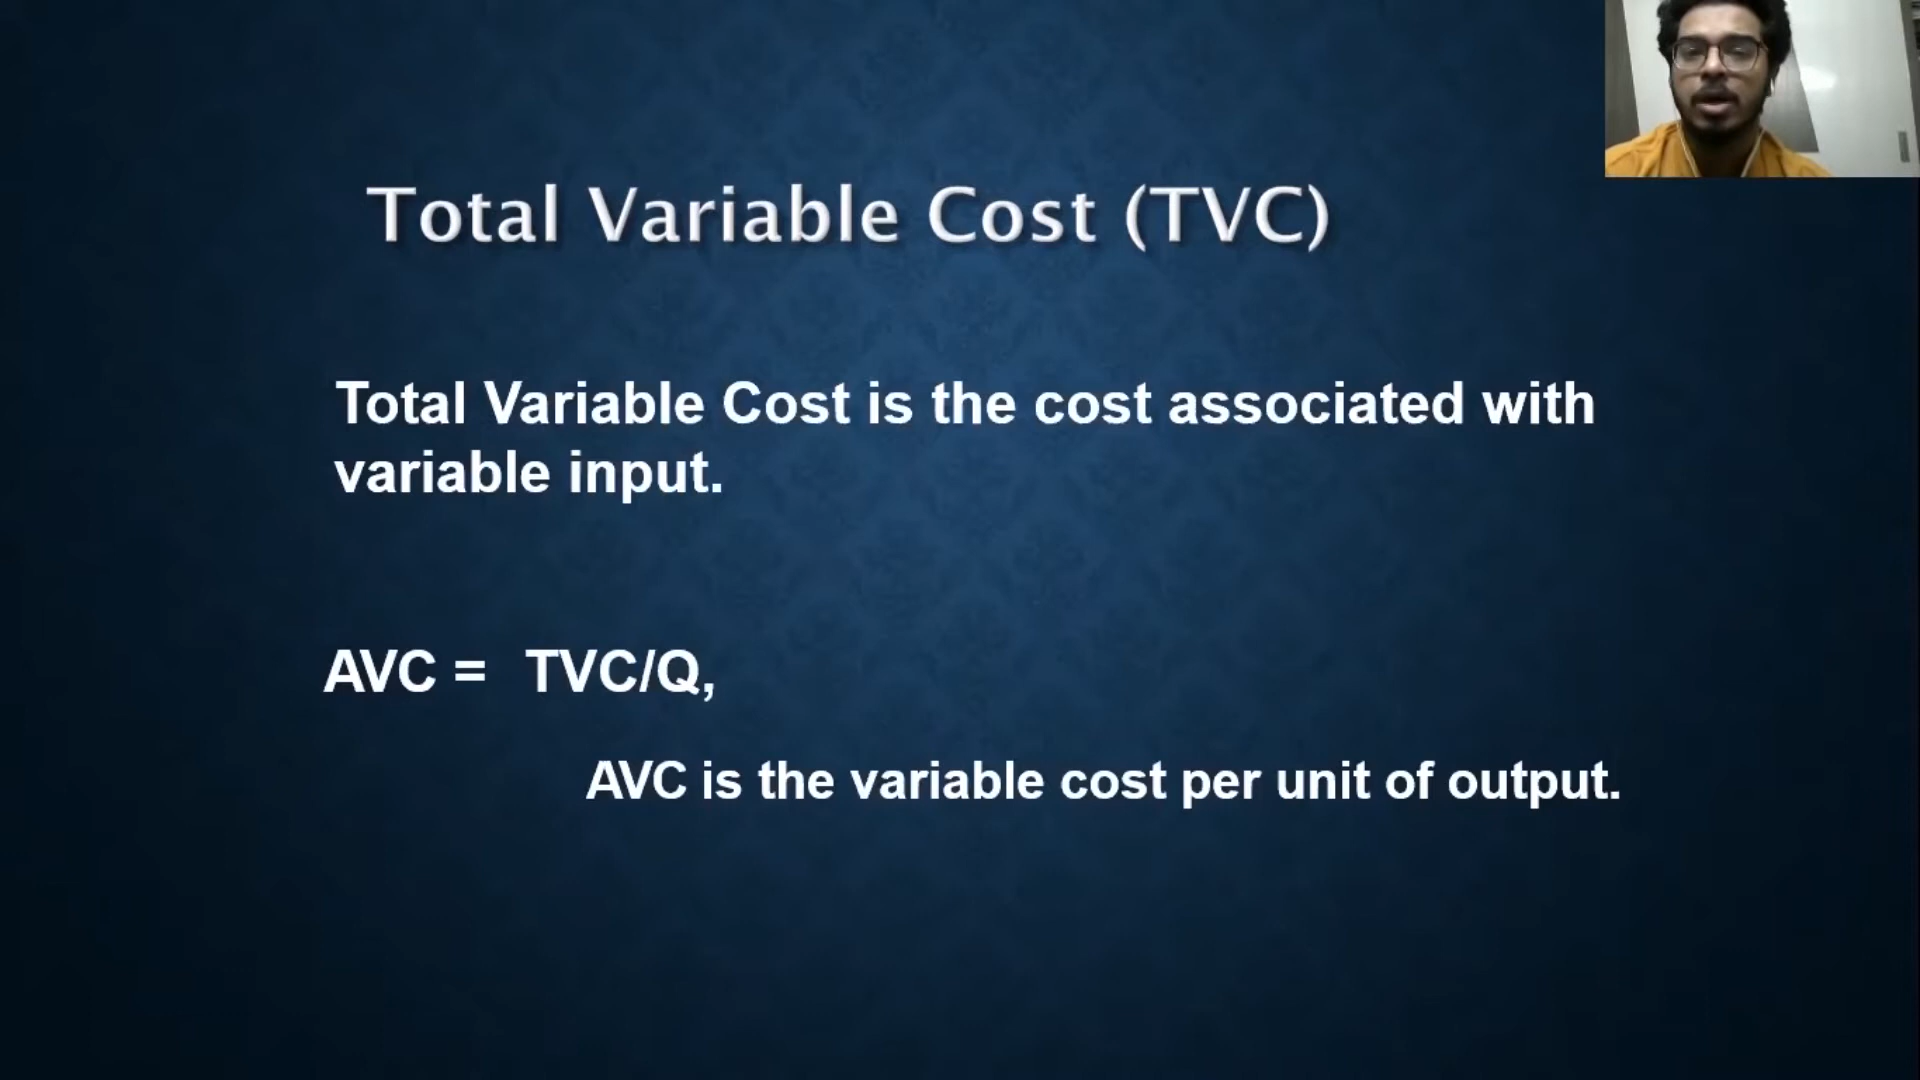 Total Variable Cost (TVC)
Total Variable Cost is the cost associated with
variable input.
AVC = TVC/Q,
AVC is the variable cost per unit of output.